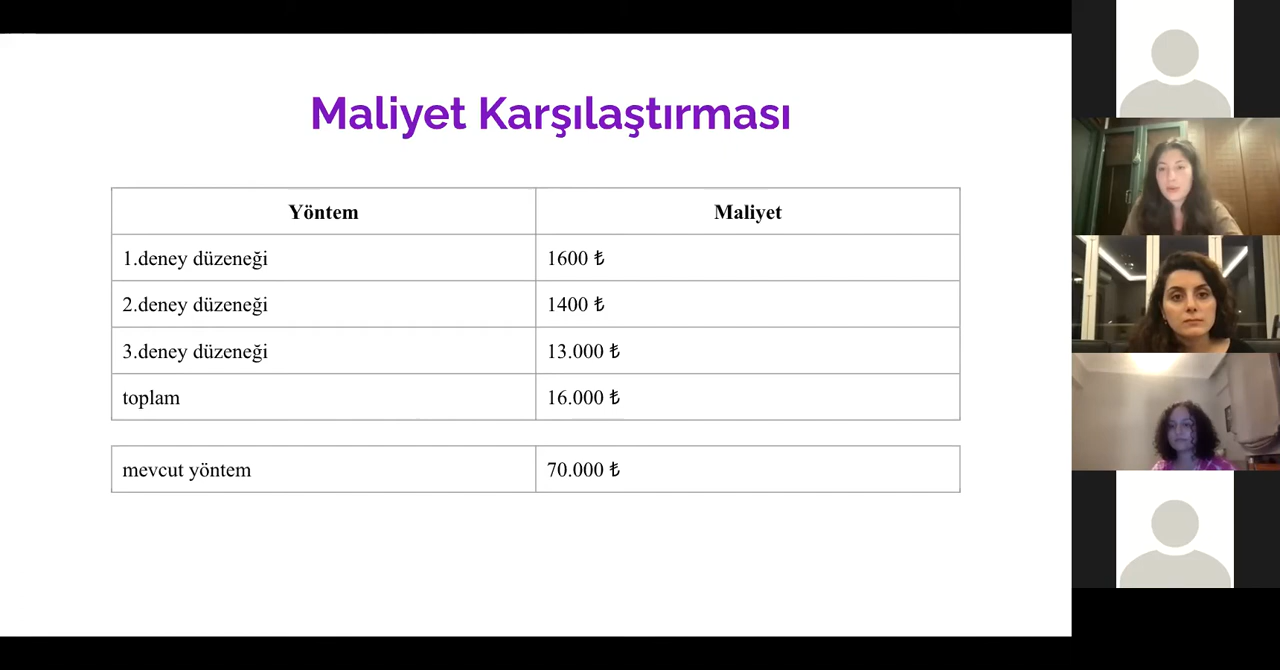 Maliyet Karşılaştırması
Yöntem Maliyet
1.deney düzeneği 1600 ₺
2.deney düzeneği 1400 ₺
3.deney düzeneği 13.000 ₺
toplam 16.000 ₺
mevcut yöntem 70.000 ₺